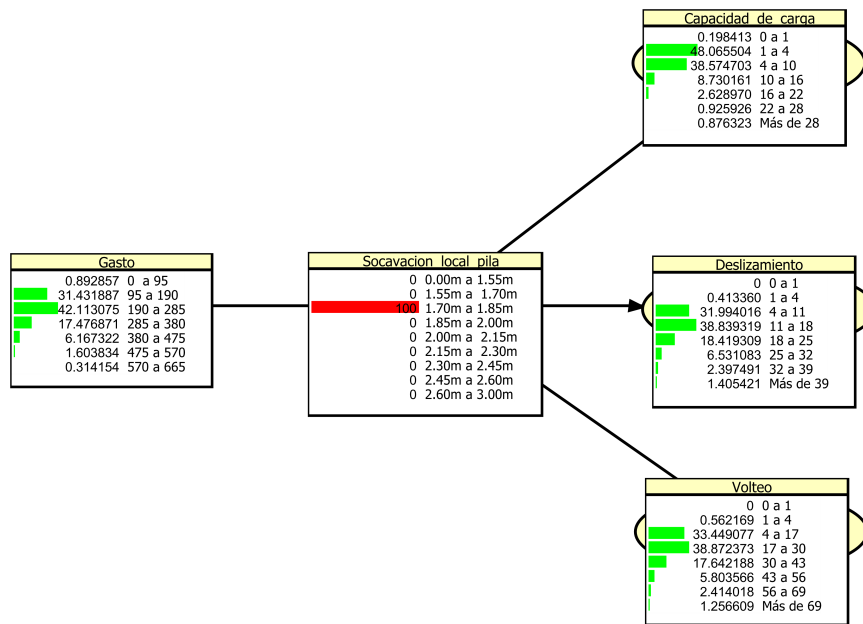 Capacidad de carga
0.198413 0 a 1
48.065504 1 a 4
38.574703 4 a 10
8.730161 10 a 16
2.628970 16 a 22
0.925926 22 a 28
0.876323 Más de 28
Gasto
0.892857 0 a 95
31.431887 95 a 190
42.113075 190 a 285
17.476871 285 a 380
6.167322 380 a 475
1.603834 475 a 570
0.314154 570 a 665
Socavacion local pila
0 0.00m a 1.55m
0 1.55m a 1.70m
100 1.70m a 1.85m
0 1.85m a 2.00m
0 2.00m a 2.15m
0 2.15m a 2.30m
0 2.30m a 2.45m
0 2.45m a 2.60m
0 2.60m a 3.00m
Deslizamiento
0 0 a 1
0.413360 1 a 4
31.994016 4 a 11
38.839319 11 a 18
18.419309 18 a 25
6.531083 25 a 32
2.397491 32 a 39
1.405421 Más de 39
Volteo
0 0 a 1
0.562169 1 a 4
33.449077 4 a 17
38.872373 17 a 30
17.642188 30 a 43
5.803566 43 a 56
2.414018 56 a 69
1.256609 Más de 69